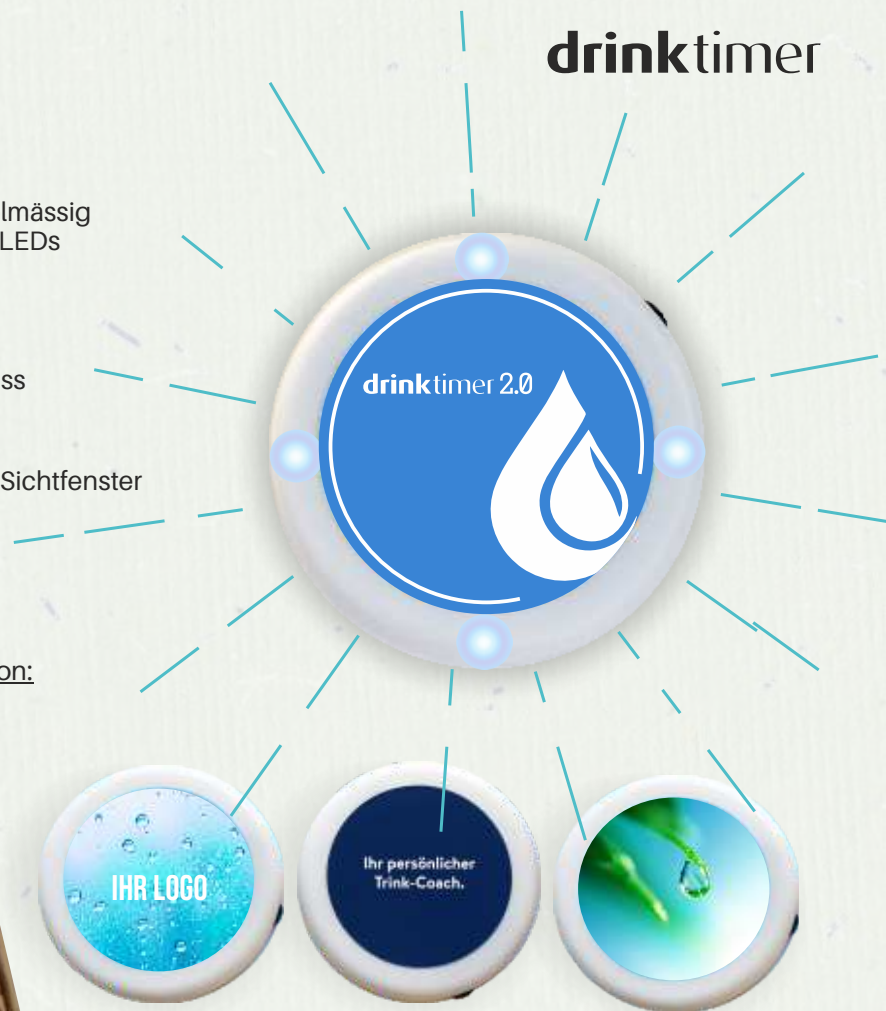 drinktimer
lmässig
LEDs
ss
Sichtfenster
on:
drinktimer 2.0
IHR LOGO
Ihr persönlicher
Trink-Coach.